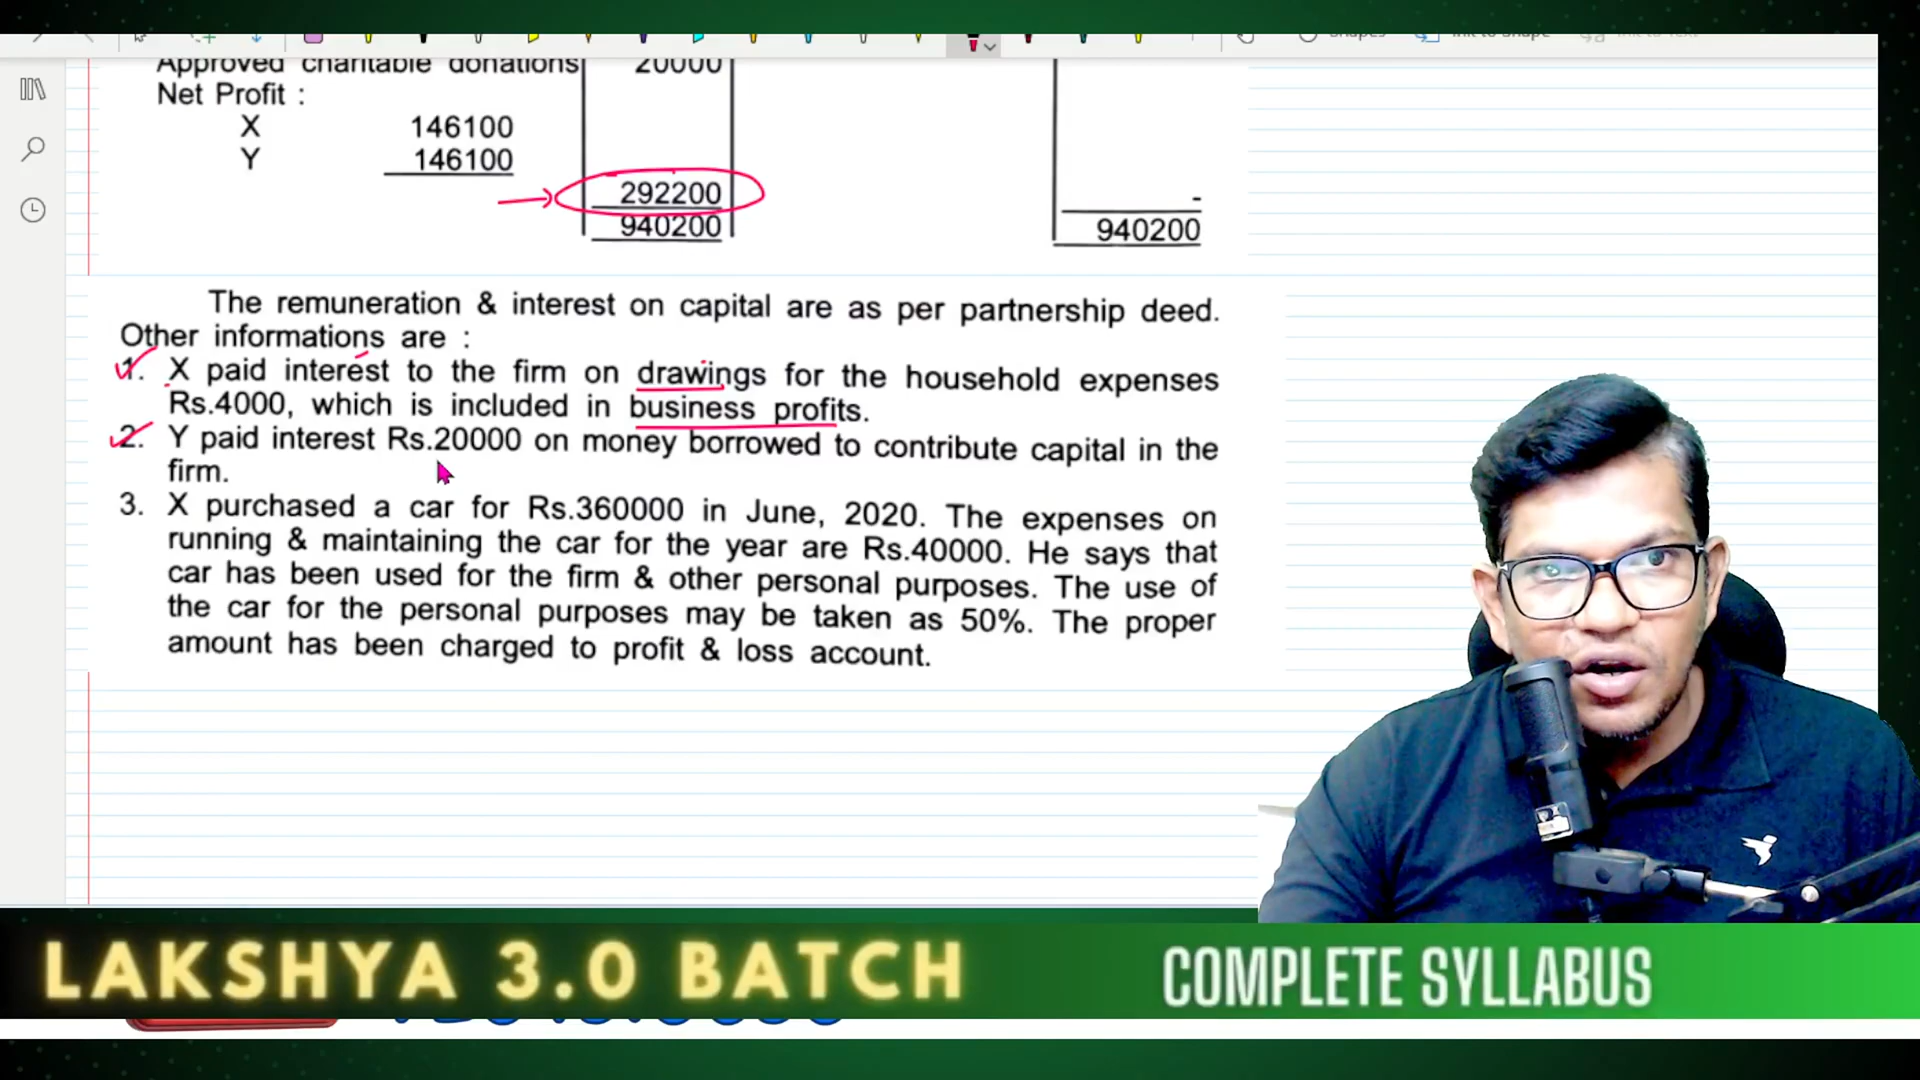 Approved charitable donations 20000
Net Profit :
X 146100
Y 146100
292200 -
940200 940200
The remuneration & interest on capital are as per partnership deed.
Other informations are :
1. X paid interest to the firm on drawings for the household expenses
Rs.4000, which is included in business profits.
2. Y paid interest Rs.20000 on money borrowed to contribute capital in the
firm.
3. X purchased a car for Rs.360000 in June, 2020. The expenses on
running & maintaining the car for the year are Rs.40000. He says that
car has been used for the firm & other personal purposes. The use of
the car for the personal purposes may be taken as 50%. The proper
amount has been charged to profit & loss account.
LAKSHYA 3.0 BATCH
COMPLETE SYLLABUS